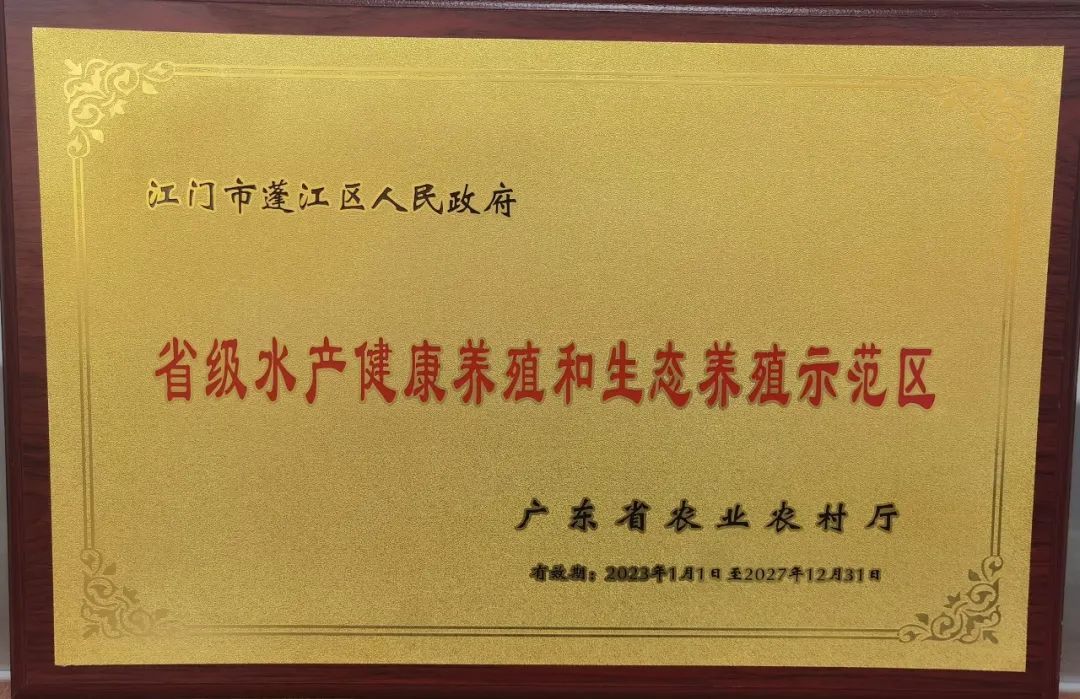 江门市蓬江区人民政府
省级水产健康养殖和生态养殖示范区
广东省农业农村厅
有效期：2023年1月1日至2027年12月31日